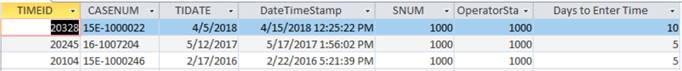 TIMEID CASENUM TIDATE DateTimeStamp SNUM OperatorSta Days to Enter Time
20328 15E-1000022 4/5/2018 4/15/2018 12:25:22 PM 1000 1000 10
20245 16-1007204 5/12/2017 5/17/2017 1:56:02 PM 1000 1000 5
20104 15E-1000246 2/17/2016 2/22/2016 5:21:39 PM 1000 1000 5